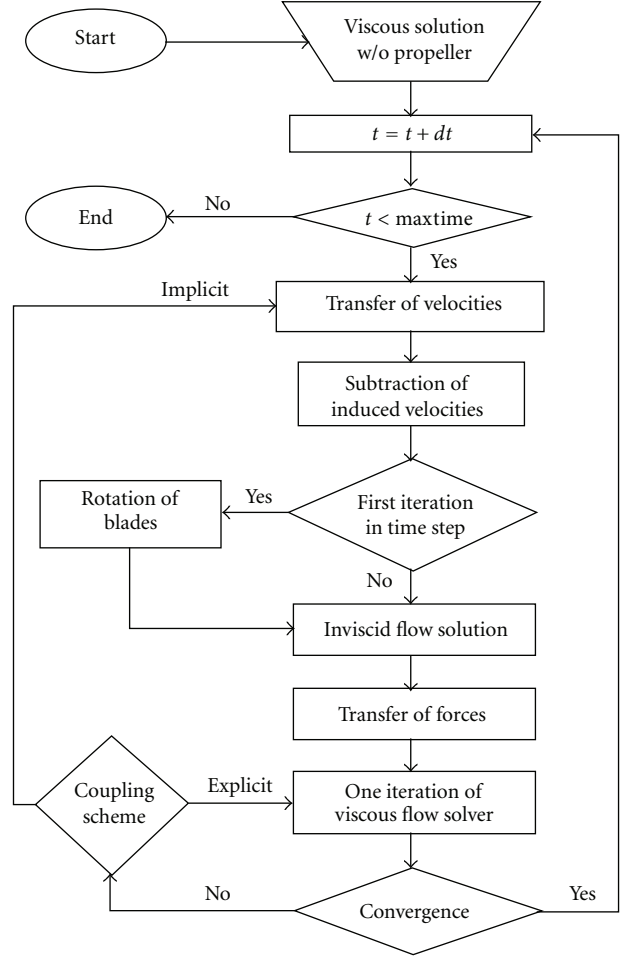 Start
Viscous solution
w/o propeller
t = t + dt
No
End
t < maxtime
Yes
Implicit
Transfer of velocities
Subtraction of
induced velocities
Rotation of
blades
Yes
First iteration
in time step
No
Inviscid flow solution
Transfer of forces
Coupling
scheme
Explicit
One iteration of
viscous flow solver
No
Convergence
Yes